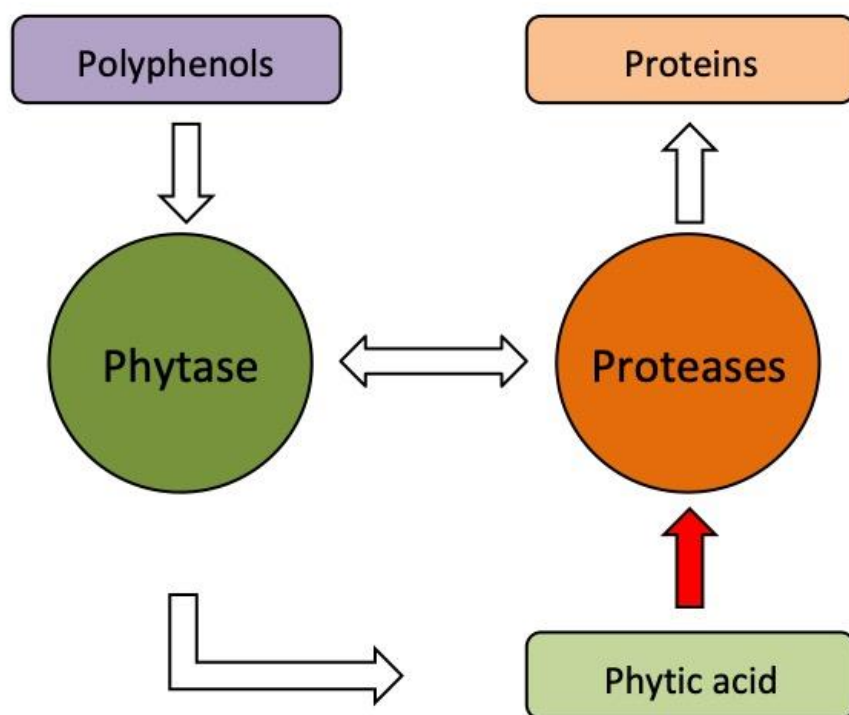 Polyphenols
Proteins
Phytase
Proteases
Phytic acid